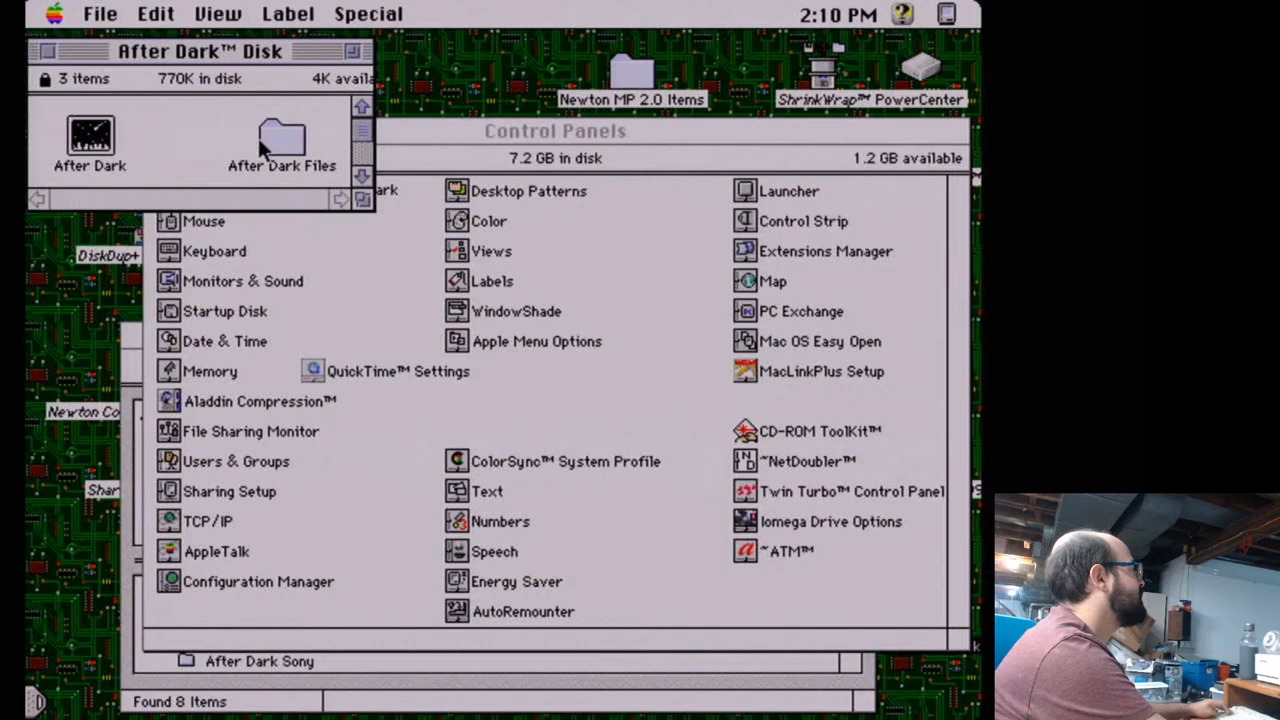 File Edit View Label Special 2:10 PM
After Dark™ Disk
3 items 770K in disk 4K availa
After Dark
After Dark Files
Newton MP 2.0 Items
ShrinkWrap™ PowerCenter
Control Panels
7.2 GB in disk 1.2 GB available
ark Desktop Patterns Launcher
Mouse Color Control Strip
Keyboard Views Extensions Manager
Monitors & Sound Labels Map
Startup Disk WindowShade PC Exchange
Date & Time Apple Menu Options Mac OS Easy Open
Memory QuickTime™ Settings MacLinkPlus Setup
Aladdin Compression™
File Sharing Monitor CD-ROM ToolKit™
Users & Groups ColorSync™ System Profile ~NetDoubler™
Sharing Setup Text Twin Turbo™ Control Panel
TCP/IP Numbers Iomega Drive Options
AppleTalk Speech ~ATM™
Configuration Manager Energy Saver
AutoRemounter
DiskDup+
Newton Co
Shar
After Dark Sony
Found 8 Items